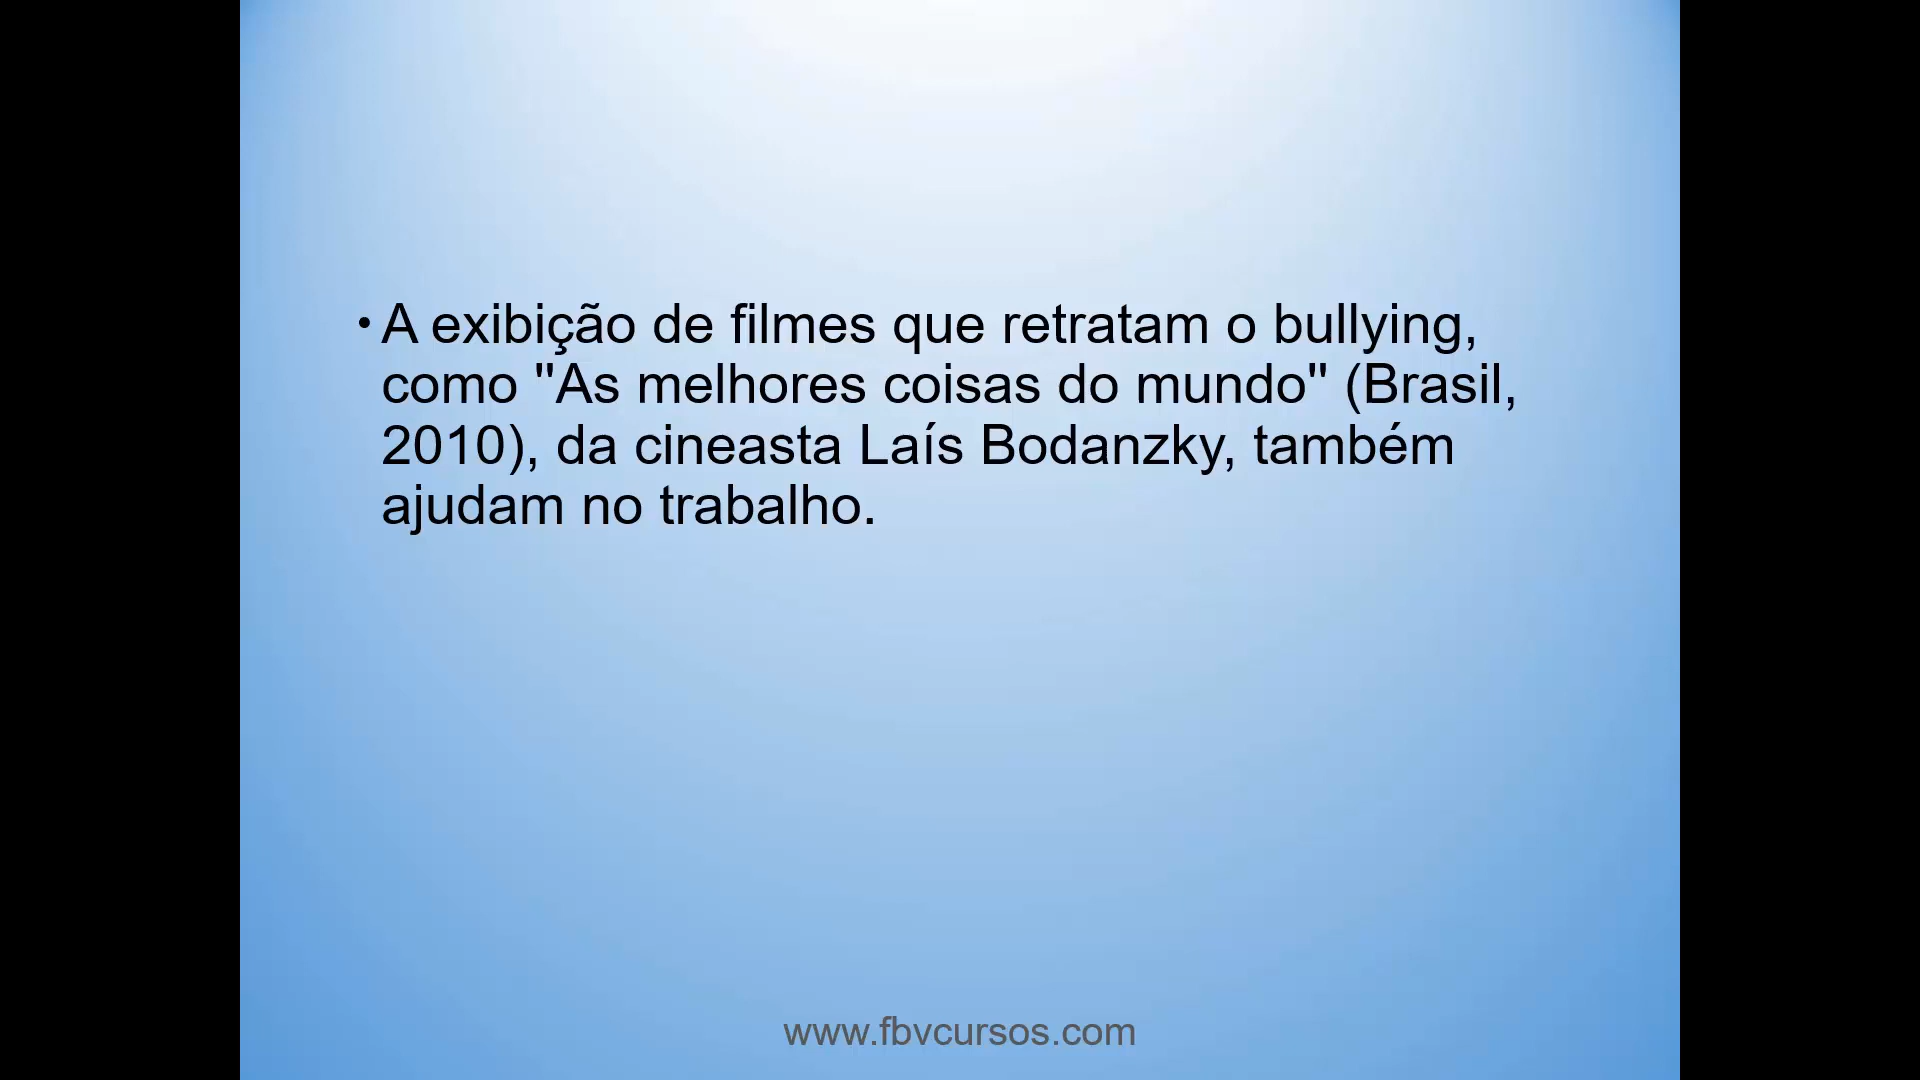 • A exibição de filmes que retratam o bullying,
como "As melhores coisas do mundo" (Brasil,
2010), da cineasta Laís Bodanzky, também
ajudam no trabalho.
www.fbvcursos.com